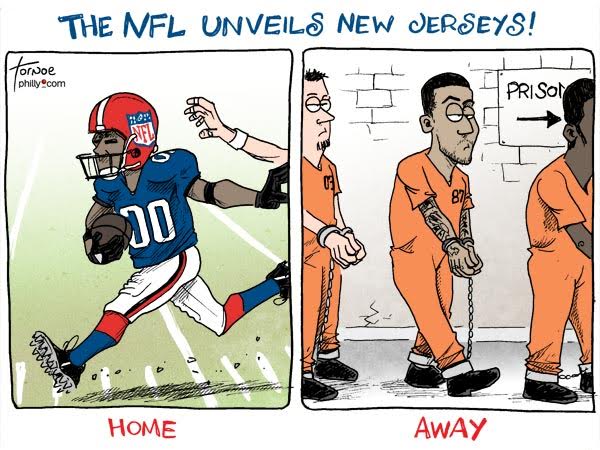 THE NFL UNVEILS NEW JERSEYS!
TORNOE
philly.com
NFL
00
PRISON
03
87
HOME
AWAY